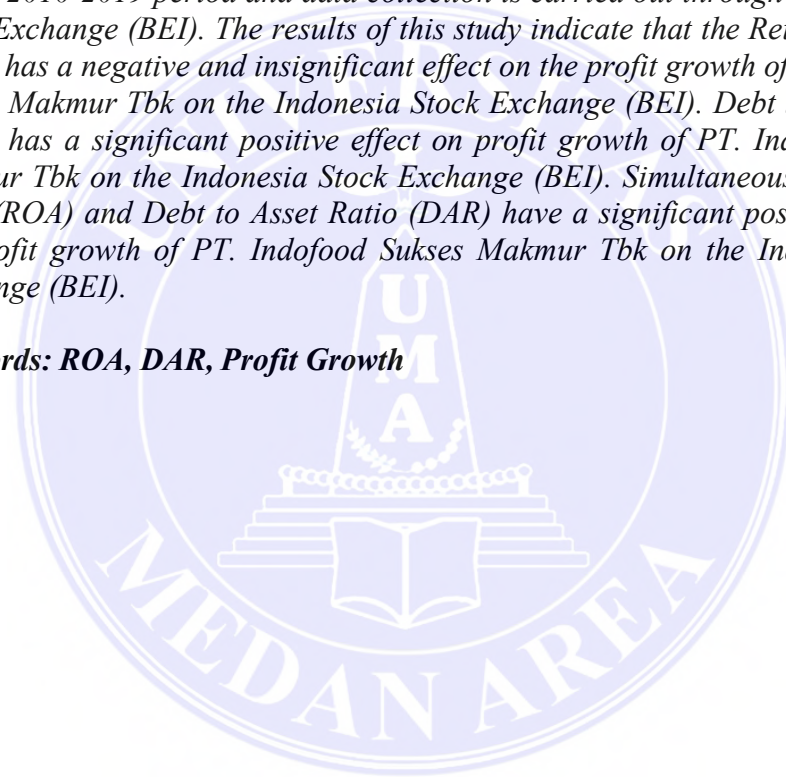 2010-2019 period and data collection is carried out through
Exchange (BEI). The results of this study indicate that the Ret
has a negative and insignificant effect on the profit growth of
Makmur Tbk on the Indonesia Stock Exchange (BEI). Debt
has a significant positive effect on profit growth of PT. Ind
ur Tbk on the Indonesia Stock Exchange (BEI). Simultaneous
(ROA) and Debt to Asset Ratio (DAR) have a significant pos
ofit growth of PT. Indofood Sukses Makmur Tbk on the In
nge (BEI).
ords: ROA, DAR, Profit Growth
UNIVERSITAS
UMA
MEDAN AREA